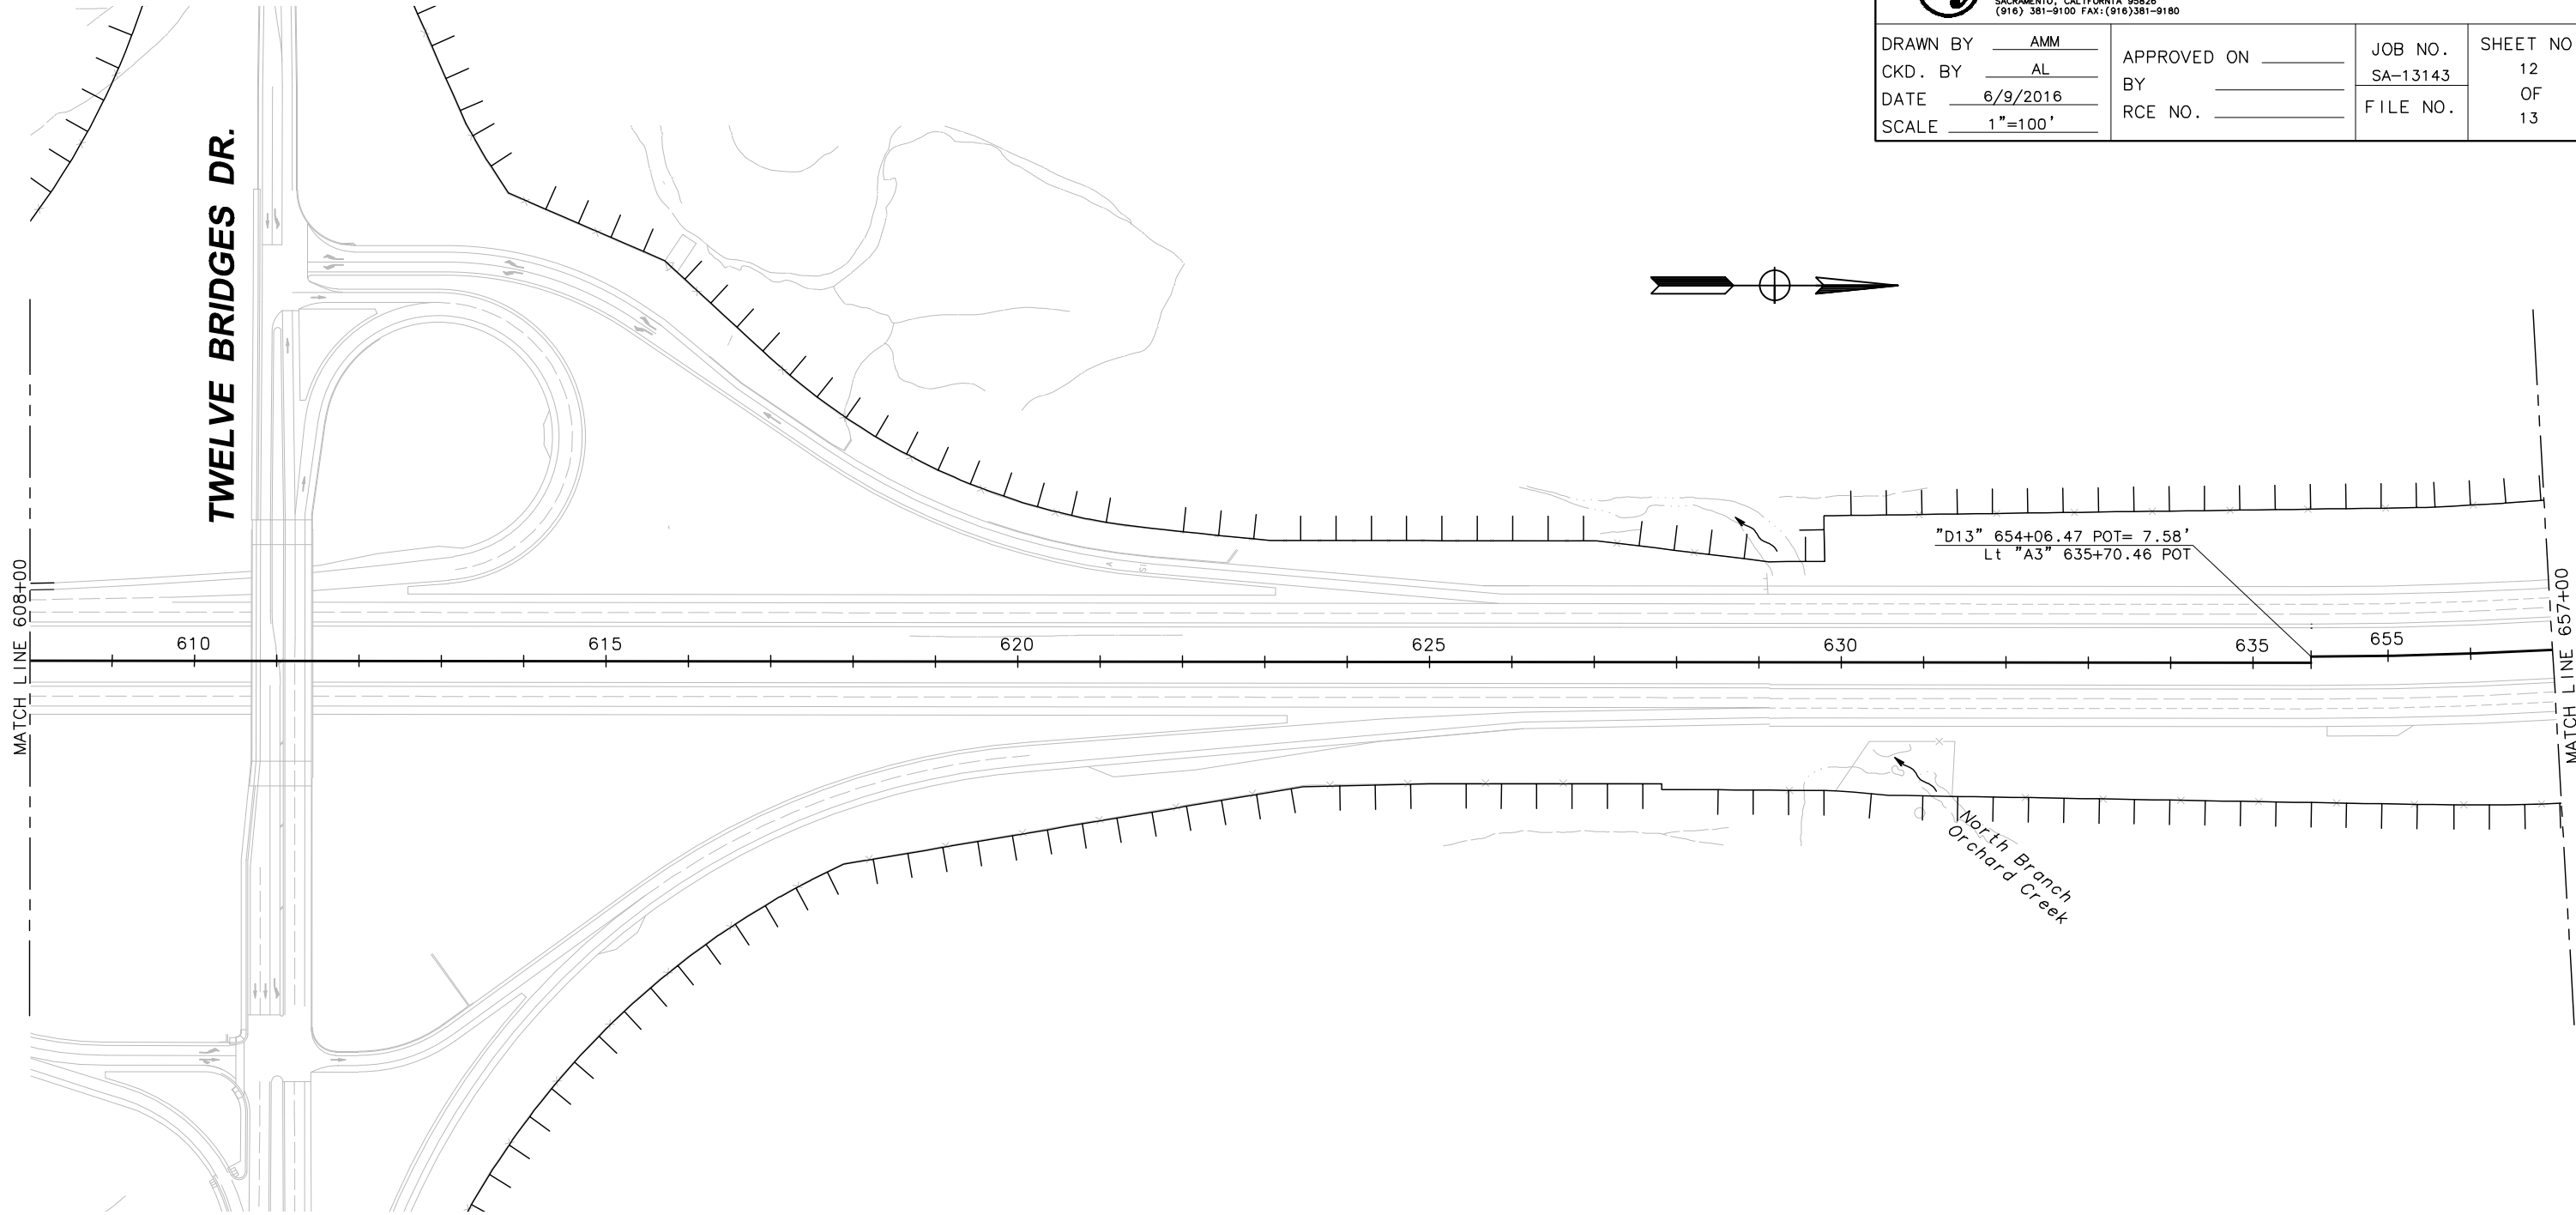 SACRAMENTO, CALIFORNIA 95826
(916) 381-9100 FAX:(916)381-9180
DRAWN BY AMM
CKD. BY AL
DATE 6/9/2016
SCALE 1"=100'
APPROVED ON
BY
RCE NO.
JOB NO.
SA-13143
FILE NO.
SHEET NO
12
OF
13
TWELVE BRIDGES DR.
"D13" 654+06.47 POT= 7.58'
Lt "A3" 635+70.46 POT
MATCH LINE 608+00
610
615
620
625
630
635
655
MATCH LINE 657+00
North Branch
Orchard Creek